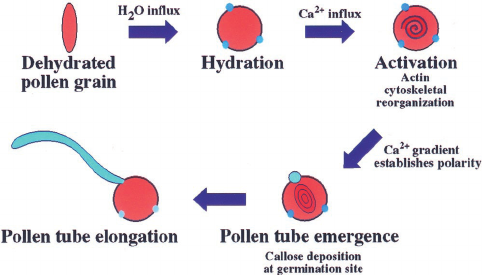 H₂O influx
Ca²⁺ influx
Dehydrated
pollen grain
Hydration
Activation
Actin
cytoskeletal
reorganization
Ca²⁺ gradient
establishes polarity
Pollen tube elongation
Pollen tube emergence
Callose deposition
at germination site